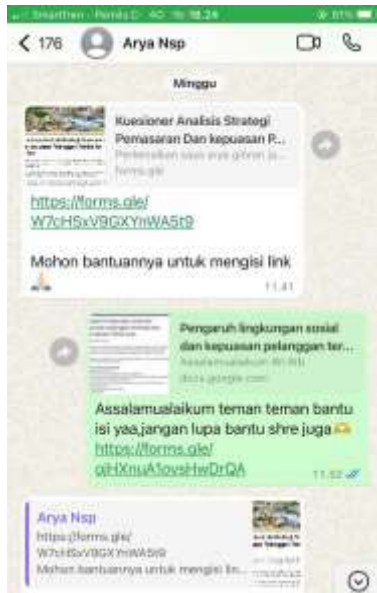 18.24
176 Arya Nsp
Minggu
Kuesioner Analisis Strategi
Pemasaran Dan kepuasan P...
forms.gle
https://forms.gle/
W7cHSxV9GXYnWA5t9
Mohon bantuannya untuk mengisi link
🙏 11.41
Pengaruh lingkungan sosial
dan kepuasan pelanggan ter...
docs.google.com
Assalamualaikum teman teman bantu
isi yaa,jangan lupa bantu shre juga🫶
https://forms.gle/
11.52
Arya Nsp
https://forms.gle/
W7cHSxV9GXYnWA5t9
Mohon bantuannya untuk mengisi lin...